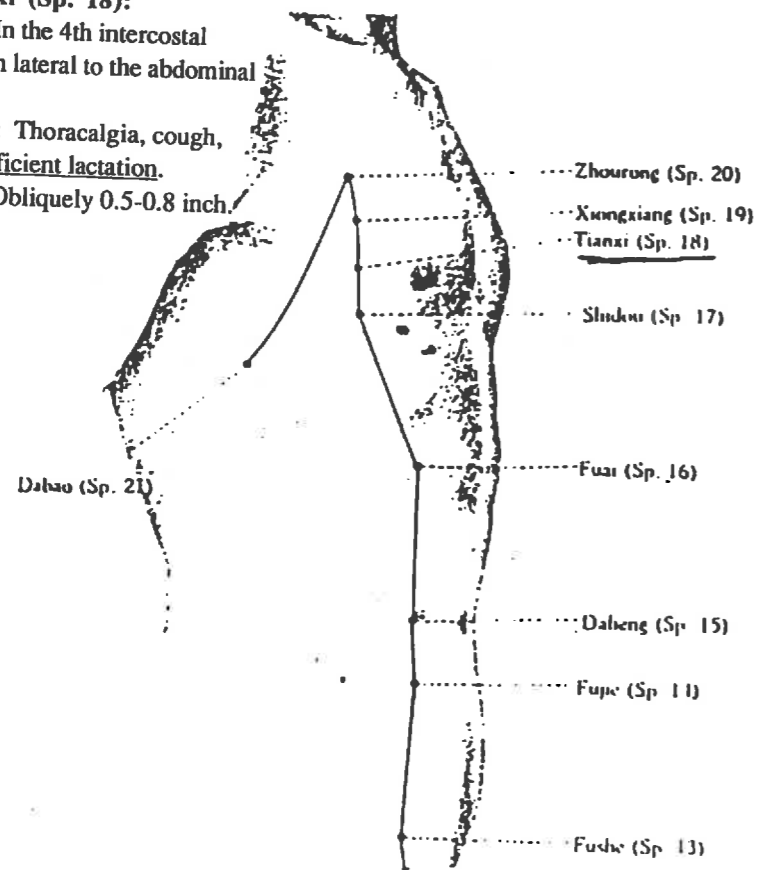 (Sp. 18):
In the 4th intercostal
lateral to the abdominal
Thoracalgia, cough,
ficient lactation.
Obliquely 0.5-0.8 inch.
Zhourong (Sp. 20)
Xiongxiang (Sp. 19)
Tianxi (Sp. 18)
Shidou (Sp 17)
Fuai (Sp. 16)
Dabao (Sp. 21)
Daheng (Sp 15)
Fujie (Sp
Fushe (Sp 13)